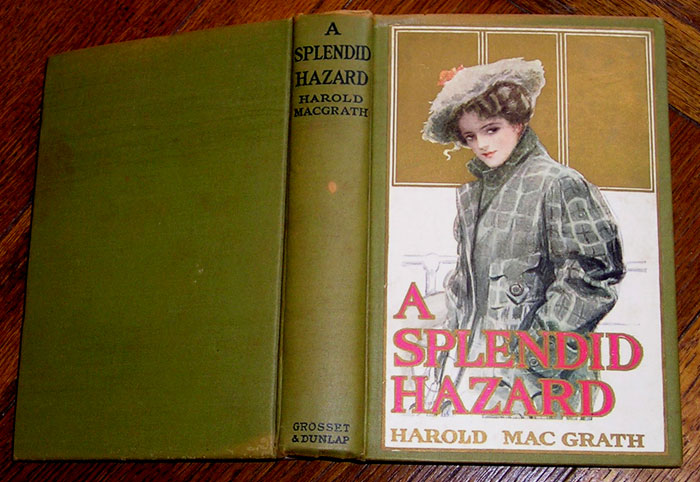 A
SPLENDID
HAZARD
HAROLD
MACGRATH
GROSSET
& DUNLAP
A
SPLENDID
HAZARD
HAROLD MAC GRATH